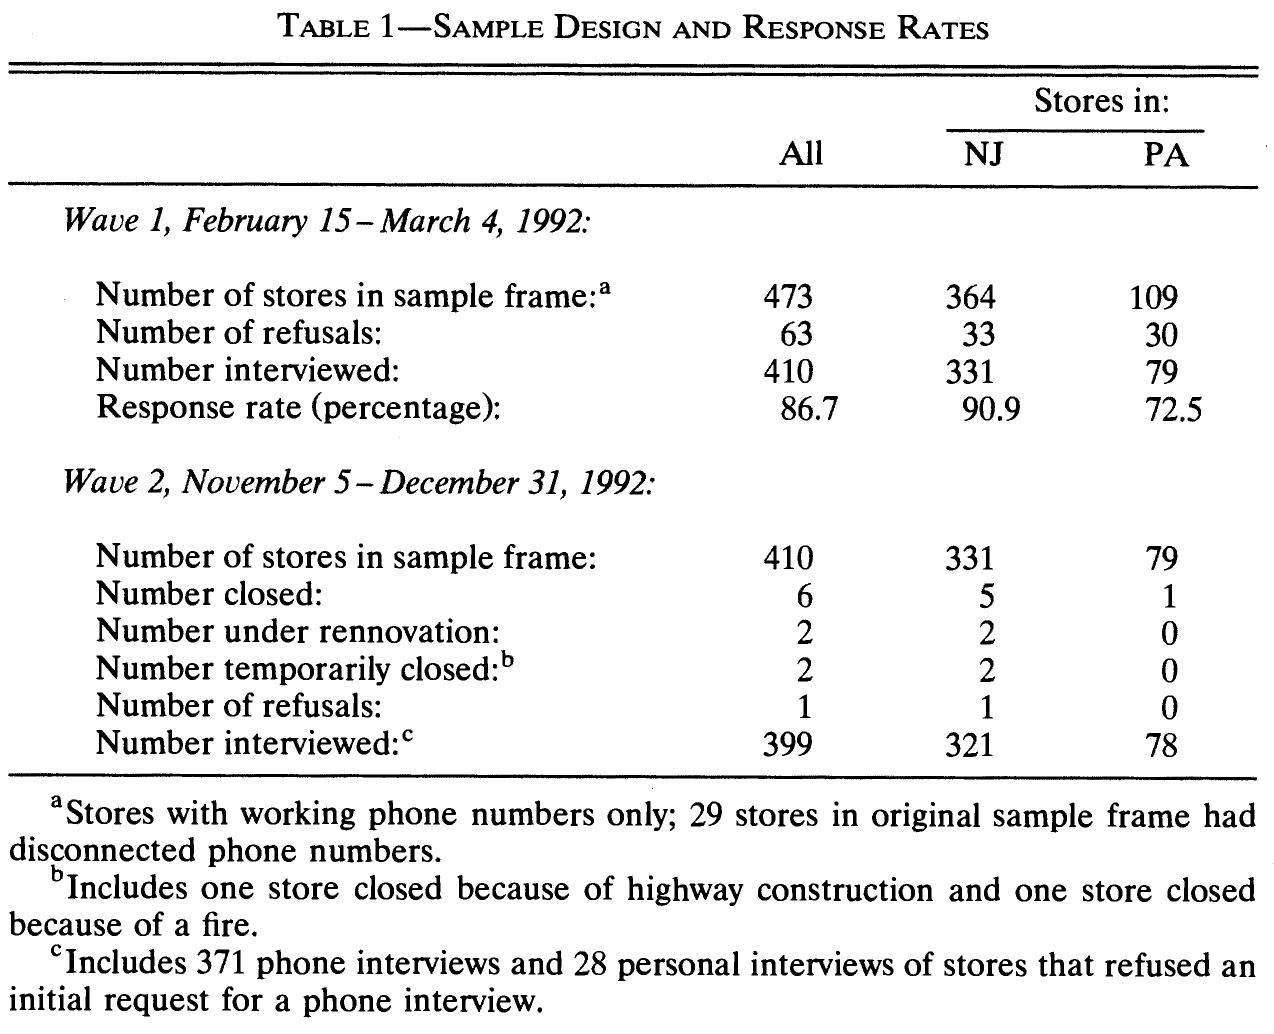 TABLE 1—SAMPLE DESIGN AND RESPONSE RATES
Stores in:
All NJ PA
Wave 1, February 15–March 4, 1992:
Number of stores in sample frame:a 473 364 109
Number of refusals: 63 33 30
Number interviewed: 410 331 79
Response rate (percentage): 86.7 90.9 72.5
Wave 2, November 5–December 31, 1992:
Number of stores in sample frame: 410 331 79
Number closed: 6 5 1
Number under rennovation: 2 2 0
Number temporarily closed:b 2 2 0
Number of refusals: 1 1 0
Number interviewed:c 399 321 78
aStores with working phone numbers only; 29 stores in original sample frame had
disconnected phone numbers.
bIncludes one store closed because of highway construction and one store closed
because of a fire.
cIncludes 371 phone interviews and 28 personal interviews of stores that refused an
initial request for a phone interview.